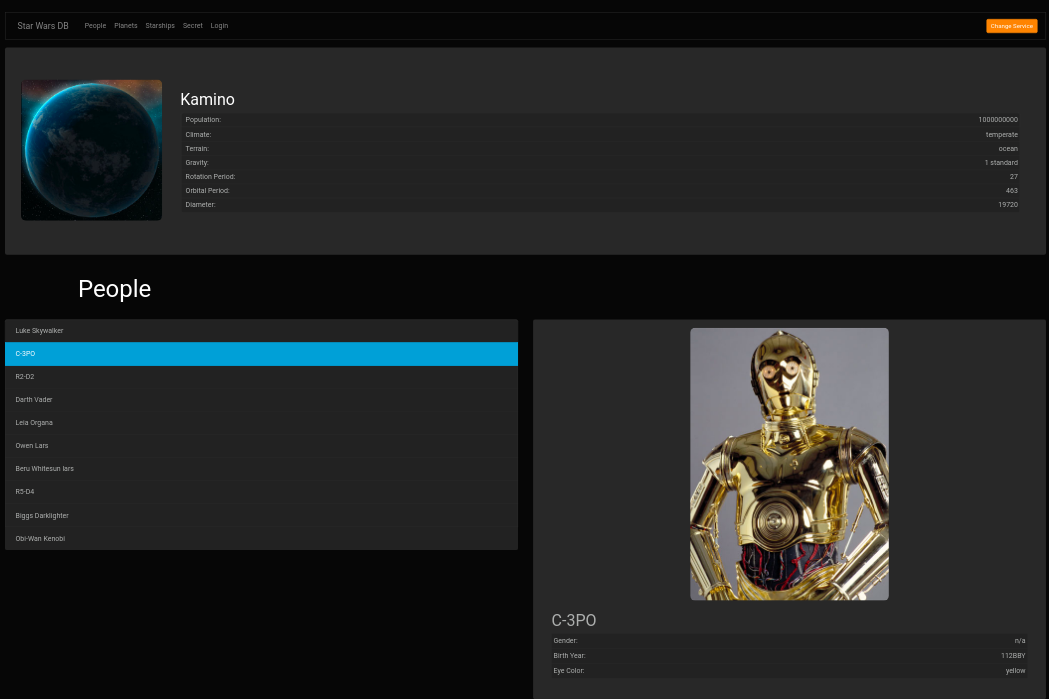 Star Wars DB People Planets Starships Secret Login Change Service
Kamino
Population: 1000000000
Climate: temperate
Terrain: ocean
Gravity: 1 standard
Rotation Period: 27
Orbital Period: 463
Diameter: 19720
People
Luke Skywalker
C-3PO
R2-D2
Darth Vader
Leia Organa
Owen Lars
Beru Whitesun lars
R5-D4
Biggs Darklighter
Obi-Wan Kenobi
C-3PO
Gender: n/a
Birth Year: 112BBY
Eye Color: yellow